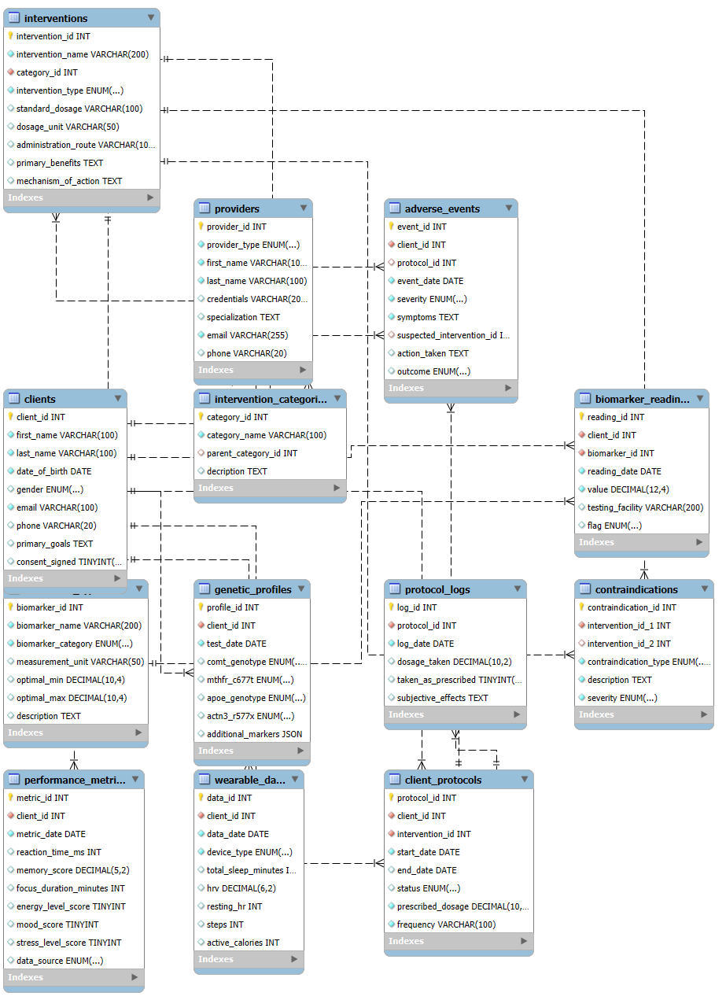 interventions
intervention_id INT
intervention_name VARCHAR(200)
category_id INT
intervention_type ENUM(...)
standard_dosage VARCHAR(100)
dosage_unit VARCHAR(50)
administration_route VARCHAR(10...
primary_benefits TEXT
mechanism_of_action TEXT
Indexes
providers
provider_id INT
provider_type ENUM(...)
first_name VARCHAR(10...
last_name VARCHAR(100)
credentials VARCHAR(20...
specialization TEXT
email VARCHAR(255)
phone VARCHAR(20)
Indexes
adverse_events
event_id INT
client_id INT
protocol_id INT
event_date DATE
severity ENUM(...)
symptoms TEXT
suspected_intervention_id I...
action_taken TEXT
outcome ENUM(...)
Indexes
clients
client_id INT
first_name VARCHAR(100)
last_name VARCHAR(100)
date_of_birth DATE
gender ENUM(...)
email VARCHAR(100)
phone VARCHAR(20)
primary_goals TEXT
consent_signed TINYINT(...
Indexes
intervention_categori...
category_id INT
category_name VARCHAR(100)
parent_category_id INT
decription TEXT
Indexes
biomarker_readin...
reading_id INT
client_id INT
biomarker_id INT
reading_date DATE
value DECIMAL(12,4)
testing_facility VARCHAR(200)
flag ENUM(...)
Indexes
biomarker_id INT
biomarker_name VARCHAR(200)
biomarker_category ENUM(...)
measurement_unit VARCHAR(50)
optimal_min DECIMAL(10,4)
optimal_max DECIMAL(10,4)
description TEXT
Indexes
genetic_profiles
profile_id INT
client_id INT
test_date DATE
comt_genotype ENUM(...
mthfr_c677t ENUM(...)
apoe_genotype ENUM(...)
actn3_r577x ENUM(...)
additional_markers JSON
Indexes
protocol_logs
log_id INT
protocol_id INT
log_date DATE
dosage_taken DECIMAL(10,2)
taken_as_prescribed TINYINT(...
subjective_effects TEXT
Indexes
contraindications
contraindication_id INT
intervention_id_1 INT
intervention_id_2 INT
contraindication_type ENUM(...
description TEXT
severity ENUM(...)
Indexes
performance_metri...
metric_id INT
client_id INT
metric_date DATE
reaction_time_ms INT
memory_score DECIMAL(5,2)
focus_duration_minutes INT
energy_level_score TINYINT
mood_score TINYINT
stress_level_score TINYINT
data_source ENUM(...)
Indexes
wearable_da...
data_id INT
client_id INT
data_date DATE
device_type ENUM(...)
total_sleep_minutes I...
hrv DECIMAL(6,2)
resting_hr INT
steps INT
active_calories INT
Indexes
client_protocols
protocol_id INT
client_id INT
intervention_id INT
start_date DATE
end_date DATE
status ENUM(...)
prescribed_dosage DECIMAL(10,...
frequency VARCHAR(100)
Indexes